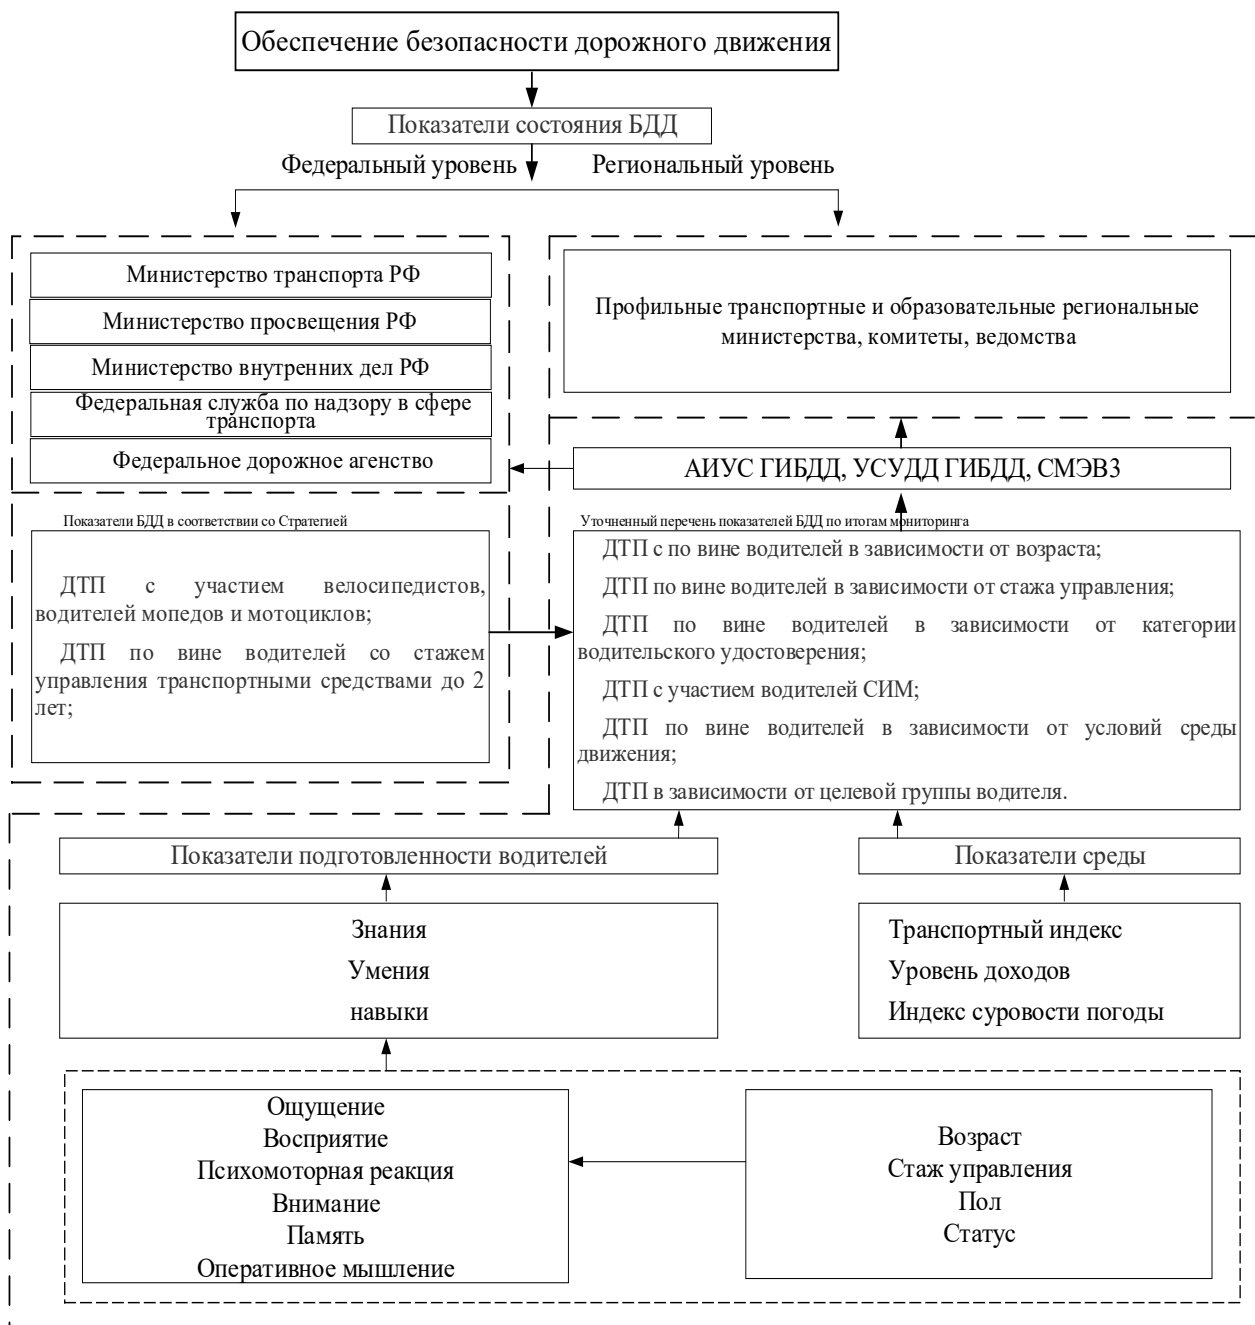 Обеспечение безопасности дорожного движения
Показатели состояния БДД
Федеральный уровень
Региональный уровень
Министерство транспорта РФ
Министерство просвещения РФ
Министерство внутренних дел РФ
Федеральная служба по надзору в сфере
транспорта
Федеральное дорожное агенство
Профильные транспортные и образовательные региональные
министерства, комитеты, ведомства
АИУС ГИБДД, УСУДД ГИБДД, СМЭВ3
Показатели БДД в соответствии со Стратегией
ДТП с участием велосипедистов,
водителей мопедов и мотоциклов;
ДТП по вине водителей со стажем
управления транспортными средствами до 2
лет;
Уточненный перечень показателей БДД по итогам мониторинга
ДТП с по вине водителей в зависимости от возраста;
ДТП по вине водителей в зависимости от стажа управления;
ДТП по вине водителей в зависимости от категории
водительского удостоверения;
ДТП с участием водителей СИМ;
ДТП по вине водителей в зависимости от условий среды
движения;
ДТП в зависимости от целевой группы водителя.
Показатели подготовленности водителей
Показатели среды
Знания
Умения
навыки
Транспортный индекс
Уровень доходов
Индекс суровости погоды
Ощущение
Восприятие
Психомоторная реакция
Внимание
Память
Оперативное мышление
Возраст
Стаж управления
Пол
Статус